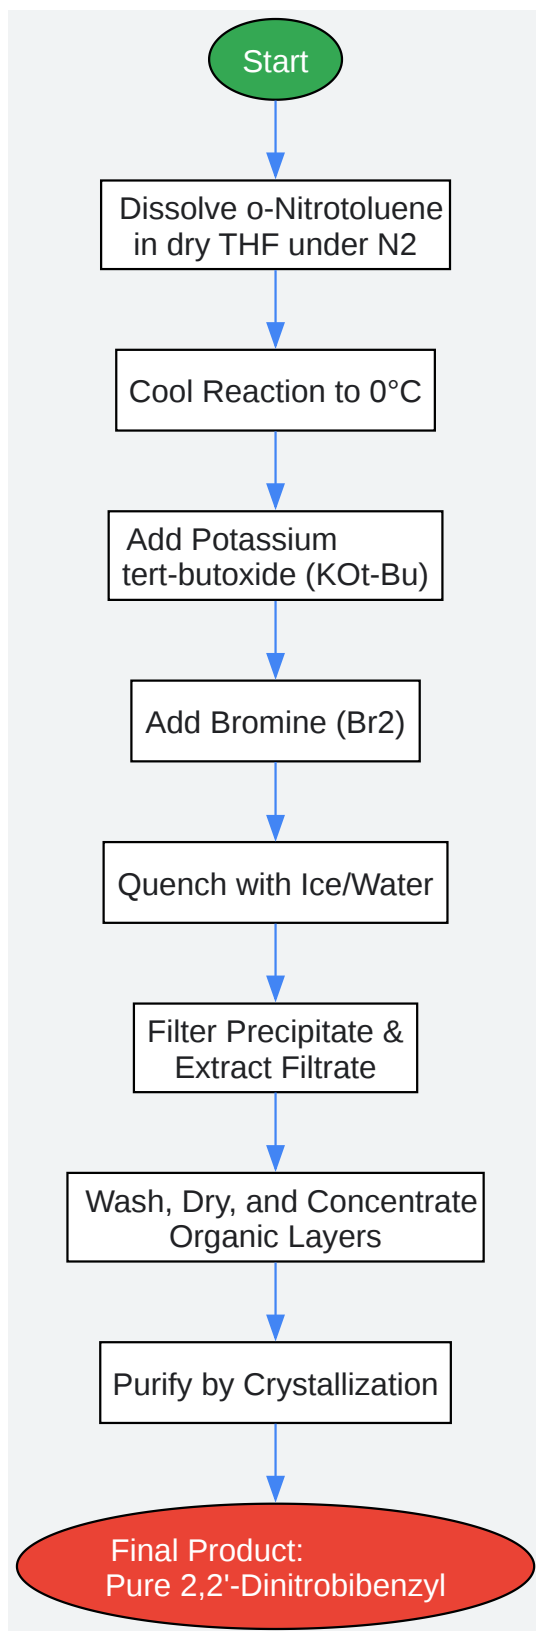 Start
Dissolve o-Nitrotoluene
in dry THF under N2
Cool Reaction to 0°C
Add Potassium
tert-butoxide (KOt-Bu)
Add Bromine (Br2)
Quench with Ice/Water
Filter Precipitate &
Extract Filtrate
Wash, Dry, and Concentrate
Organic Layers
Purify by Crystallization
Final Product:
Pure 2,2'-Dinitrobibenzyl